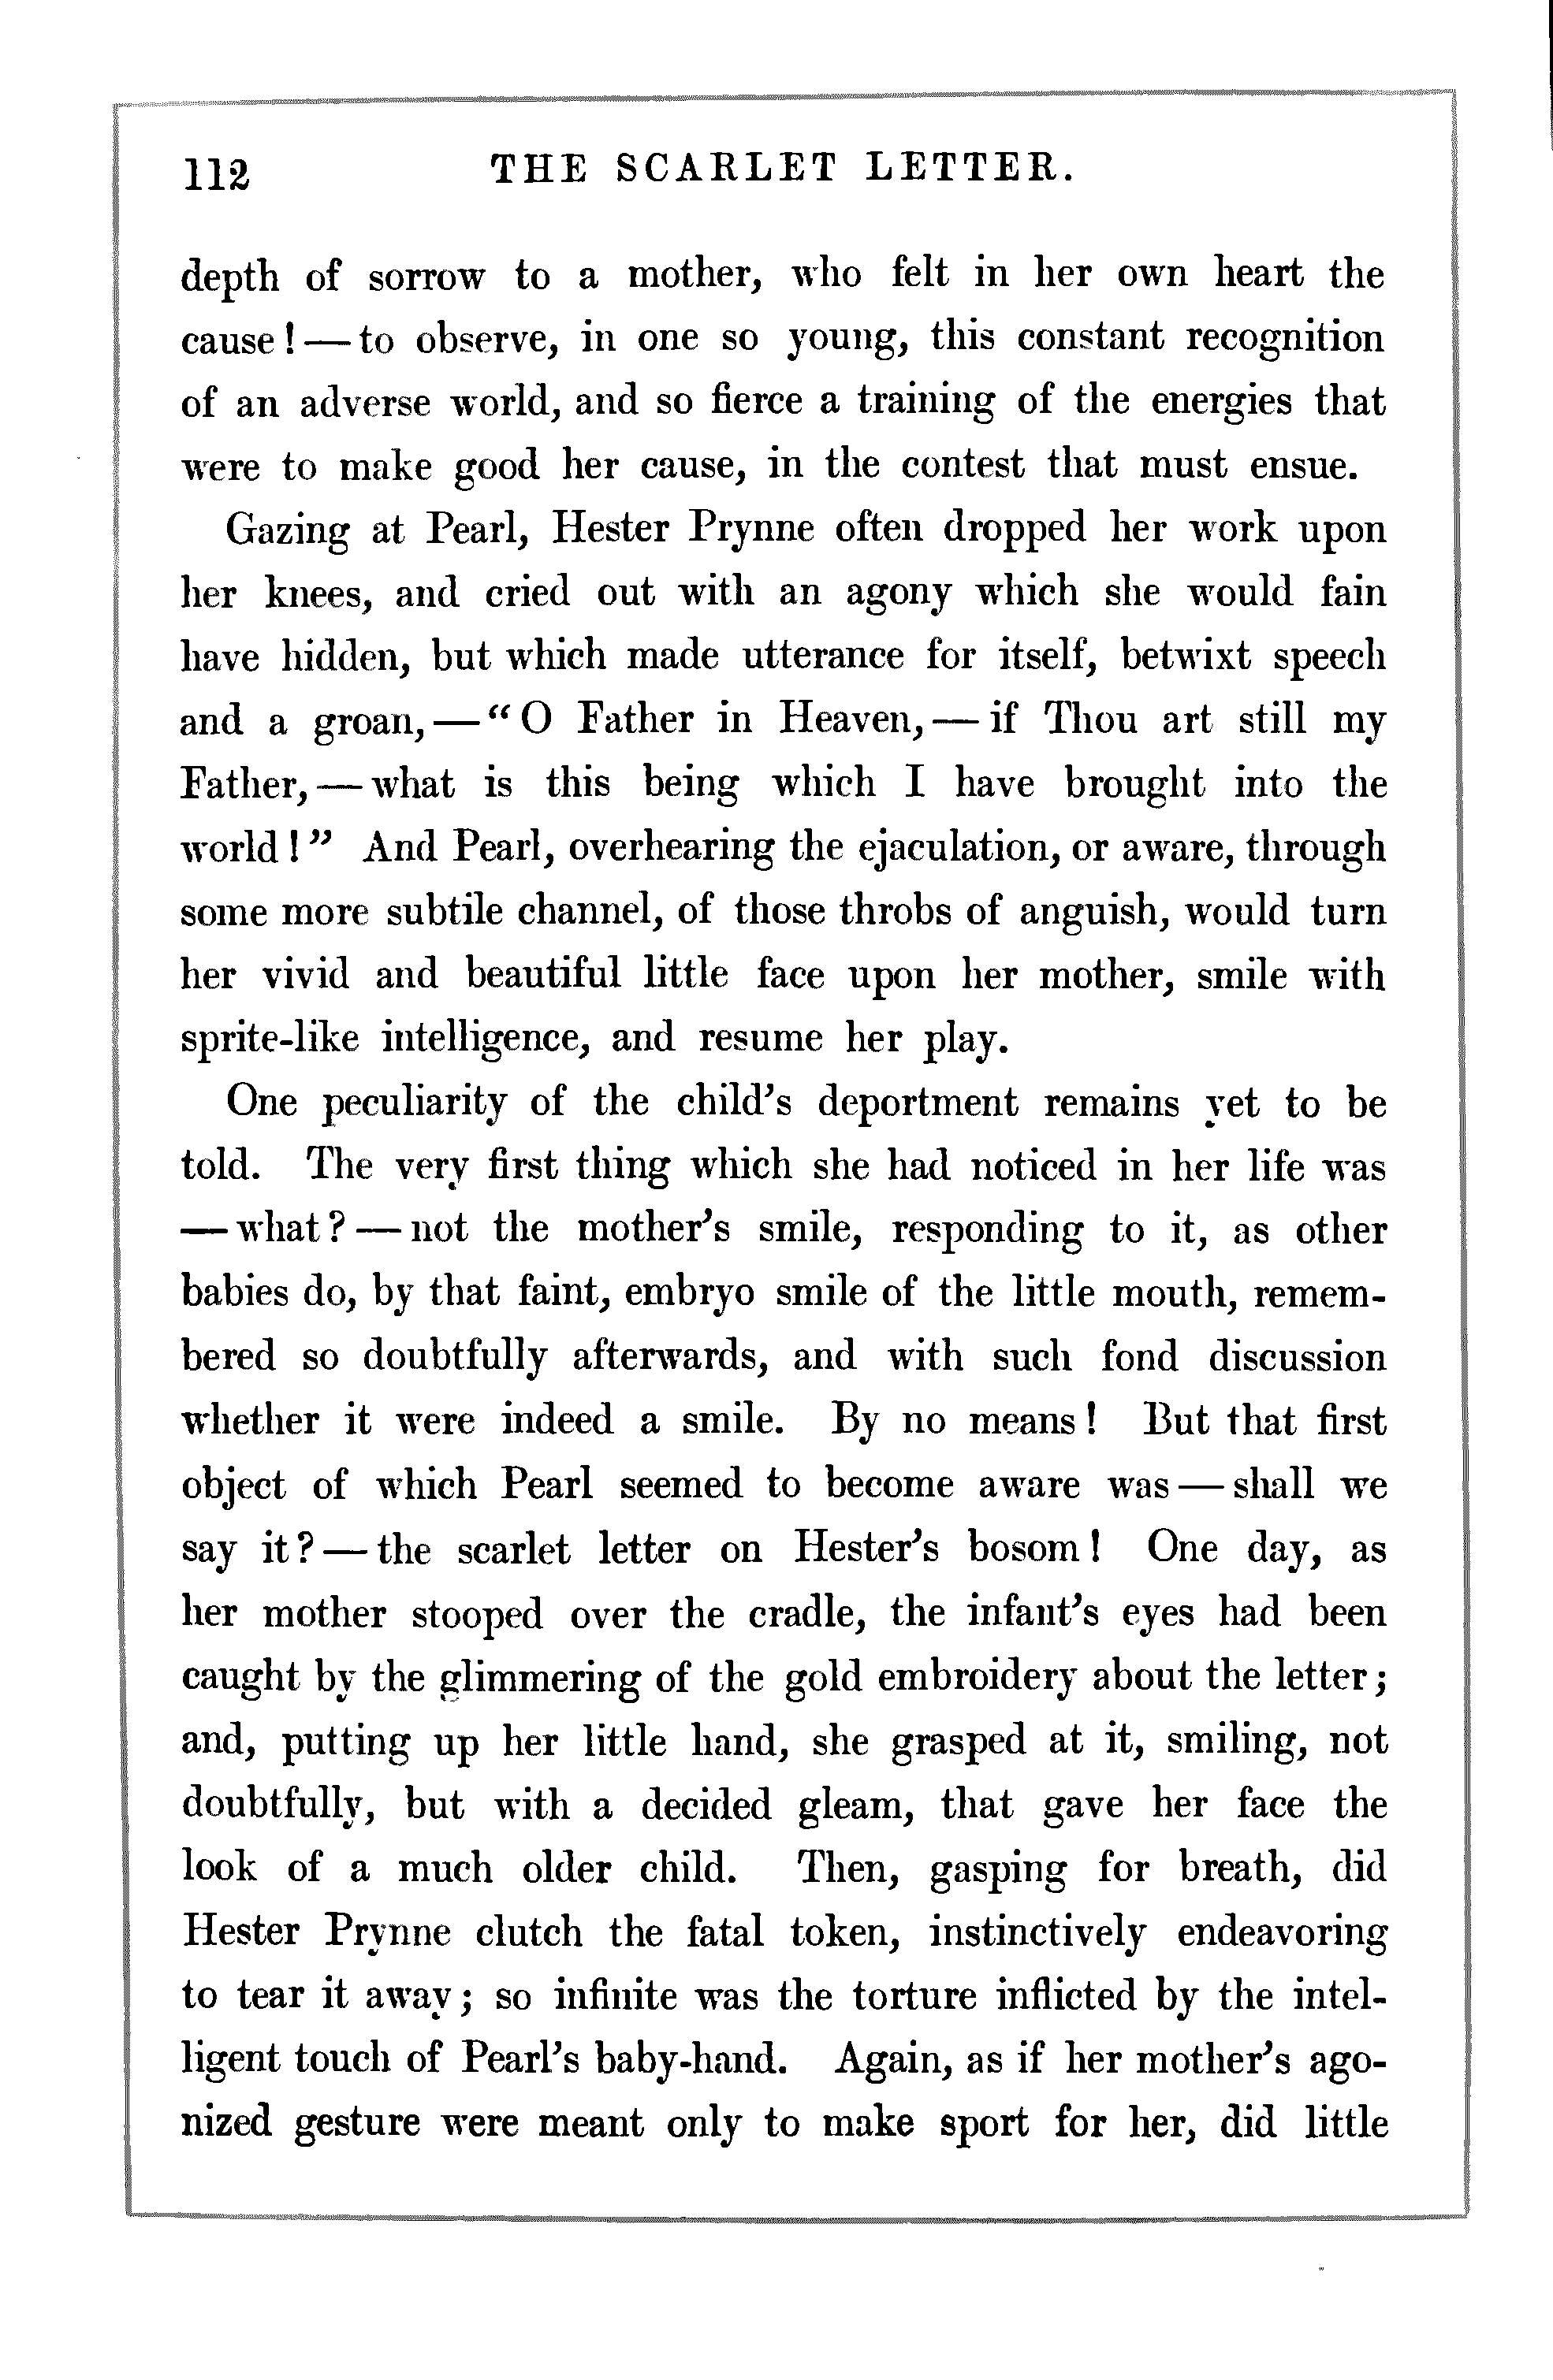 112 THE SCARLET LETTER.
depth of sorrow to a mother, who felt in her own heart the
cause! — to observe, in one so young, this constant recognition
of an adverse world, and so fierce a training of the energies that
were to make good her cause, in the contest that must ensue.
Gazing at Pearl, Hester Prynne often dropped her work upon
her knees, and cried out with an agony which she would fain
have hidden, but which made utterance for itself, betwixt speech
and a groan, — “O Father in Heaven, — if Thou art still my
Father, — what is this being which I have brought into the
world!” And Pearl, overhearing the ejaculation, or aware, through
some more subtile channel, of those throbs of anguish, would turn
her vivid and beautiful little face upon her mother, smile with
sprite-like intelligence, and resume her play.
One peculiarity of the child’s deportment remains yet to be
told. The very first thing which she had noticed in her life was
— what? — not the mother’s smile, responding to it, as other
babies do, by that faint, embryo smile of the little mouth, remem-
bered so doubtfully afterwards, and with such fond discussion
whether it were indeed a smile. By no means! But that first
object of which Pearl seemed to become aware was — shall we
say it? — the scarlet letter on Hester’s bosom! One day, as
her mother stooped over the cradle, the infant’s eyes had been
caught by the glimmering of the gold embroidery about the letter;
and, putting up her little hand, she grasped at it, smiling, not
doubtfully, but with a decided gleam, that gave her face the
look of a much older child. Then, gasping for breath, did
Hester Prynne clutch the fatal token, instinctively endeavoring
to tear it away; so infinite was the torture inflicted by the intel-
ligent touch of Pearl’s baby-hand. Again, as if her mother’s ago-
nized gesture were meant only to make sport for her, did little